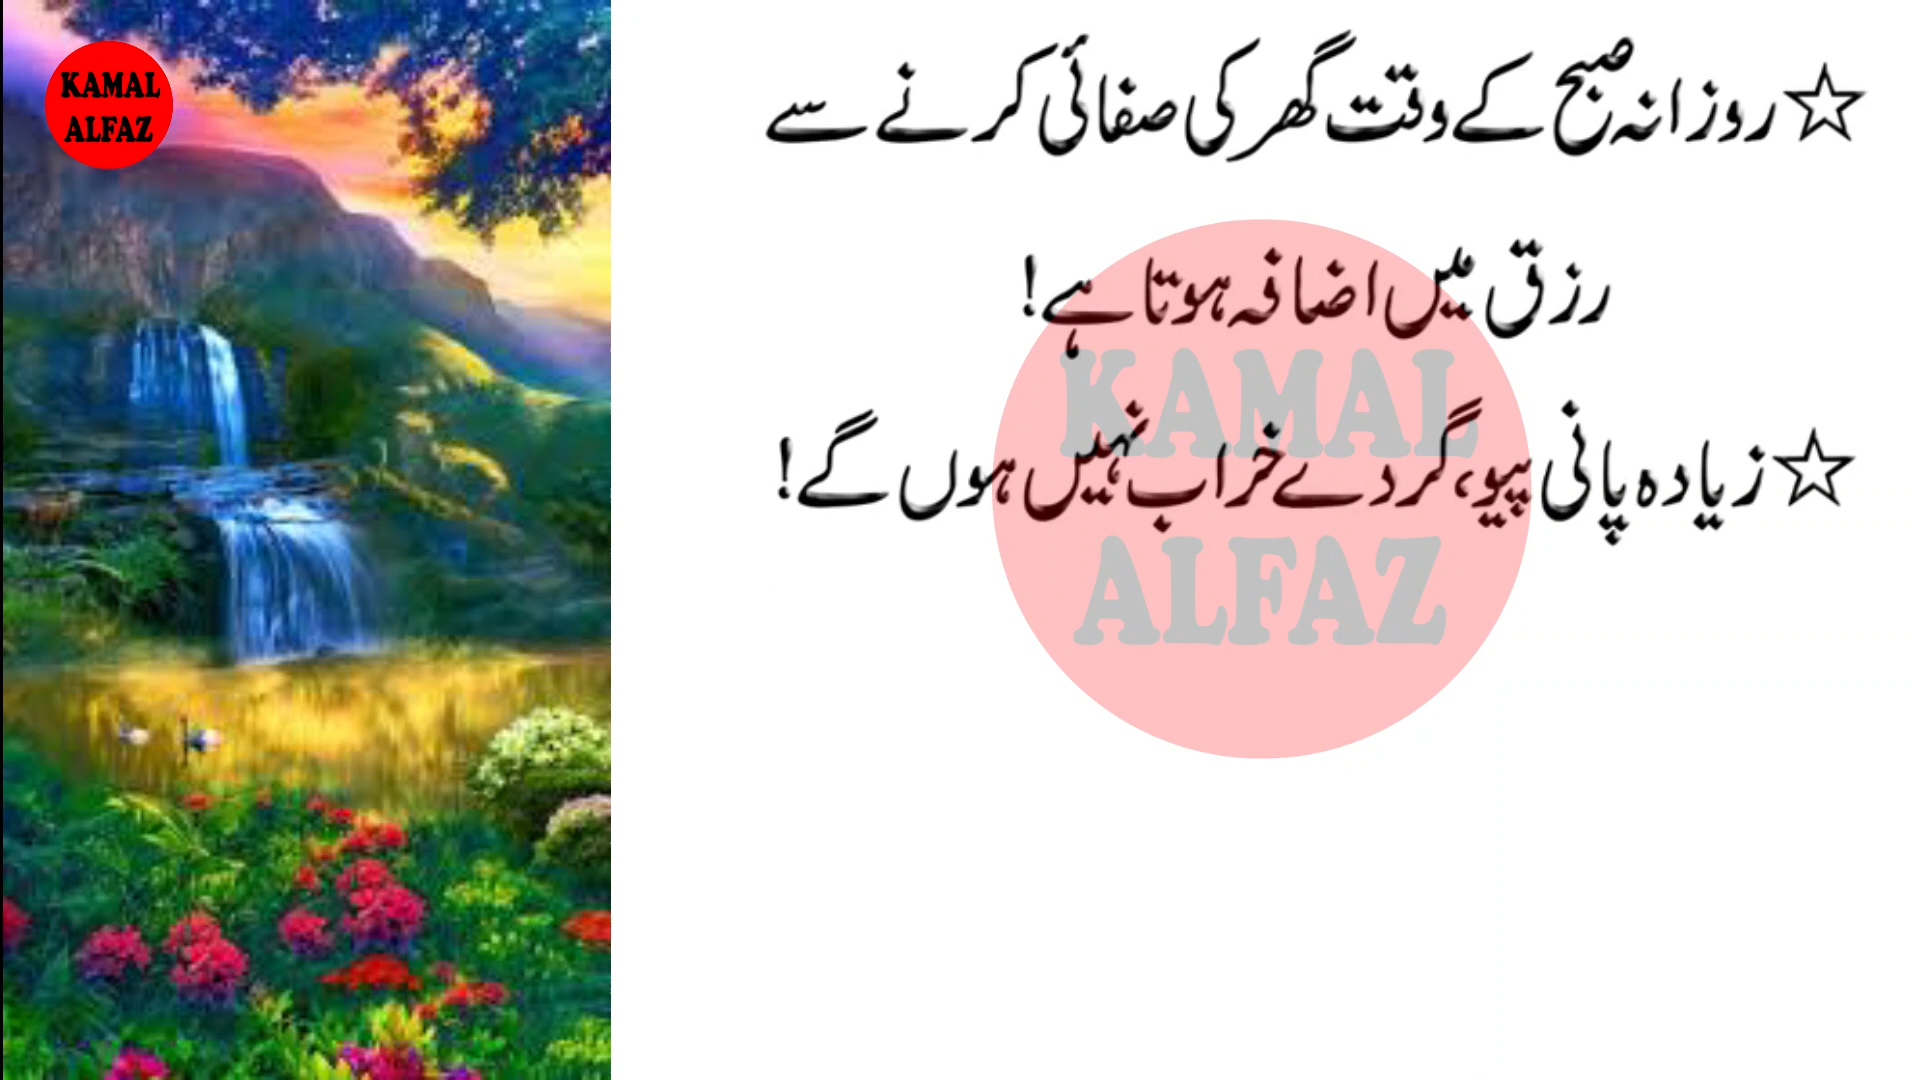 KAMAL
ALFAZ
☆روزانہ صبح کے وقت گھر کی صفائی کرنے سے
رزق میں اضافہ ہوتا ہے!
☆زیادہ پانی پیو، گردے خراب نہیں ہوں گے!
KAMAL
ALFAZ